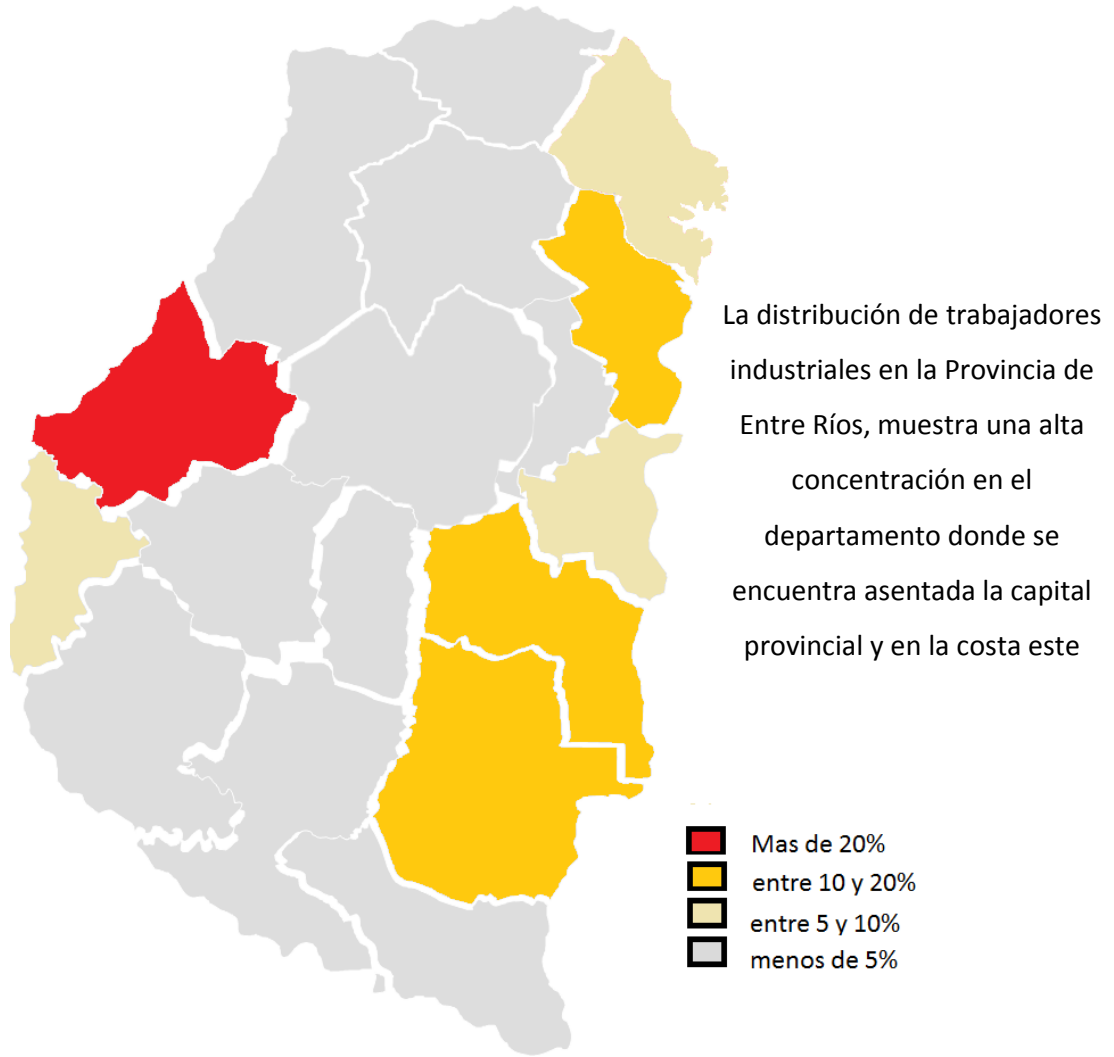 La distribución de trabajadores
industriales en la Provincia de
Entre Ríos, muestra una alta
concentración en el
departamento donde se
encuentra asentada la capital
provincial y en la costa este
Mas de 20%
entre 10 y 20%
entre 5 y 10%
menos de 5%